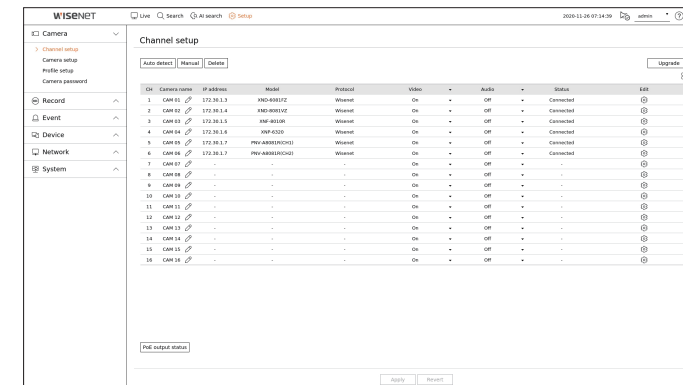 WISENET Live Search AI search Setup 2020-11-26 07:14:39 admin
Camera
Channel setup
Camera setup
Profile setup
Camera password
Record
Event
Device
Network
System
Channel setup
Auto detect Manual Delete Upgrade
CH Camera name IP address Model Protocol Video Audio Status Edit
1 CAM 01 172.30.1.3 XND-6081FZ Wisenet On Off Connected
2 CAM 02 172.30.1.4 XND-8081VZ Wisenet On Off Connected
3 CAM 03 172.30.1.5 XNF-8010R Wisenet On Off Connected
4 CAM 04 172.30.1.6 XNP-6320 Wisenet On Off Connected
5 CAM 05 172.30.1.7 PNV-A8081R(CH1) Wisenet On Off Connected
6 CAM 06 172.30.1.7 PNV-A8081R(CH2) Wisenet On Off Connected
7 CAM 07 - - - On Off -
8 CAM 08 - - - On Off -
9 CAM 09 - - - On Off -
10 CAM 10 - - - On Off -
11 CAM 11 - - - On Off -
12 CAM 12 - - - On Off -
13 CAM 13 - - - On Off -
14 CAM 14 - - - On Off -
15 CAM 15 - - - On Off -
16 CAM 16 - - - On Off -
PoE output status
Apply Revert